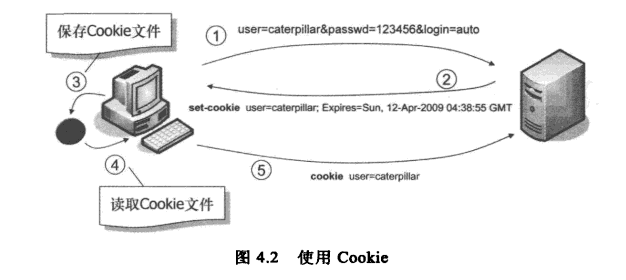 保存Cookie文件
① user=caterpillar&passwd=123456&login=auto
②
③
set-cookie user=caterpillar; Expires=Sun, 12-Apr-2009 04:38:55 GMT
④
⑤
cookie user=caterpillar
读取Cookie文件
图 4.2 使用 Cookie